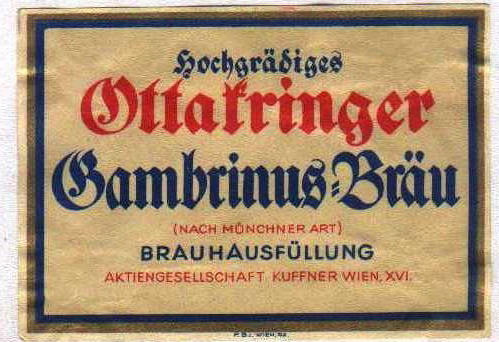 Hochgrädiges
Ottakringer
Gambrinus-Bräu
(NACH MÜNCHNER ART)
BRAUHAUSFÜLLUNG
AKTIENGESELLSCHAFT KUFFNER WIEN, XVI.